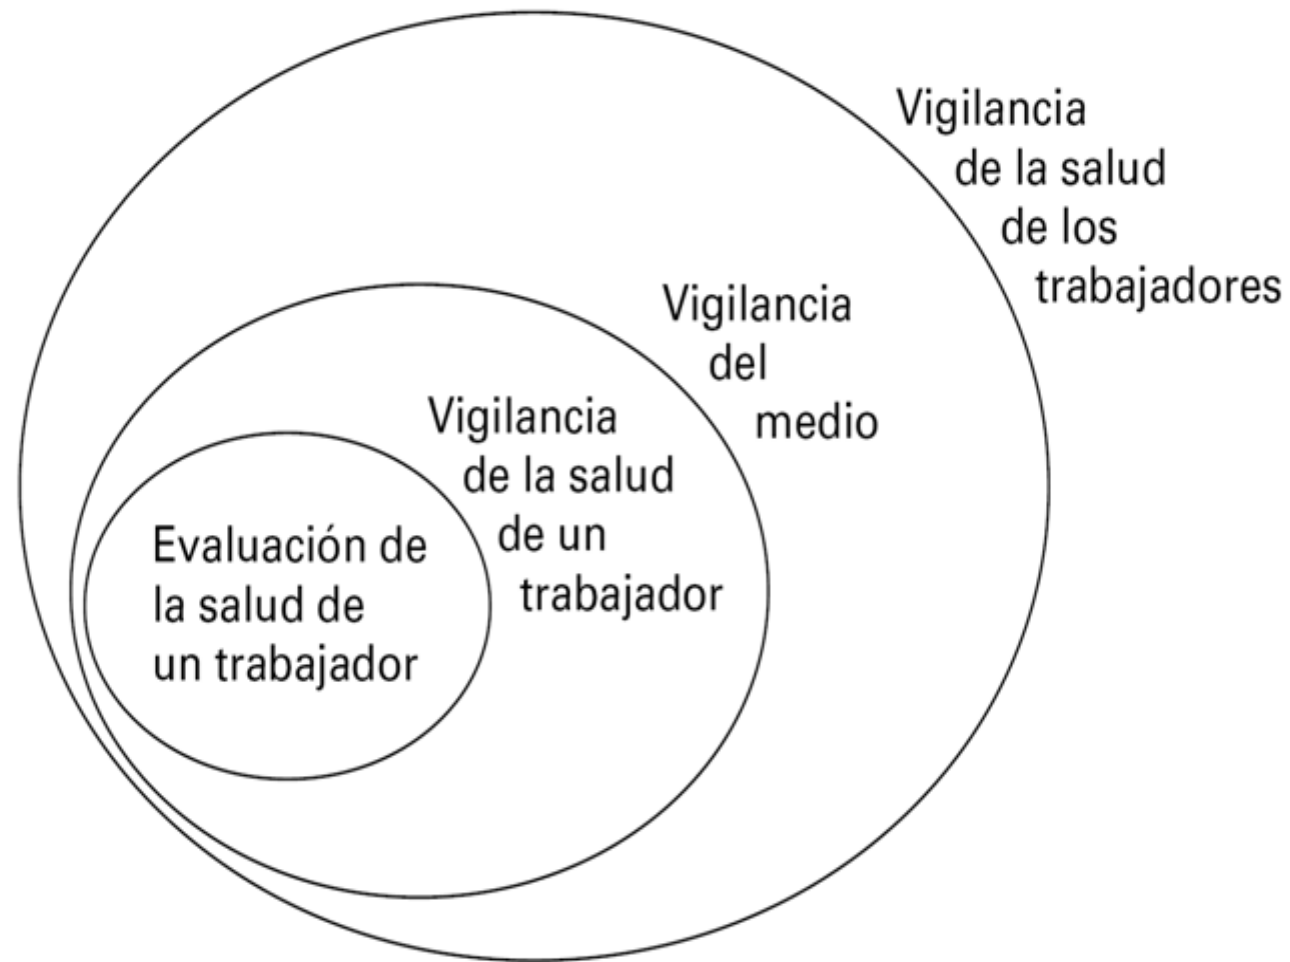 Vigilancia
de la salud
de los
trabajadores
Vigilancia
del
medio
Vigilancia
de la salud
de un
trabajador
Evaluación de
la salud de
un trabajador